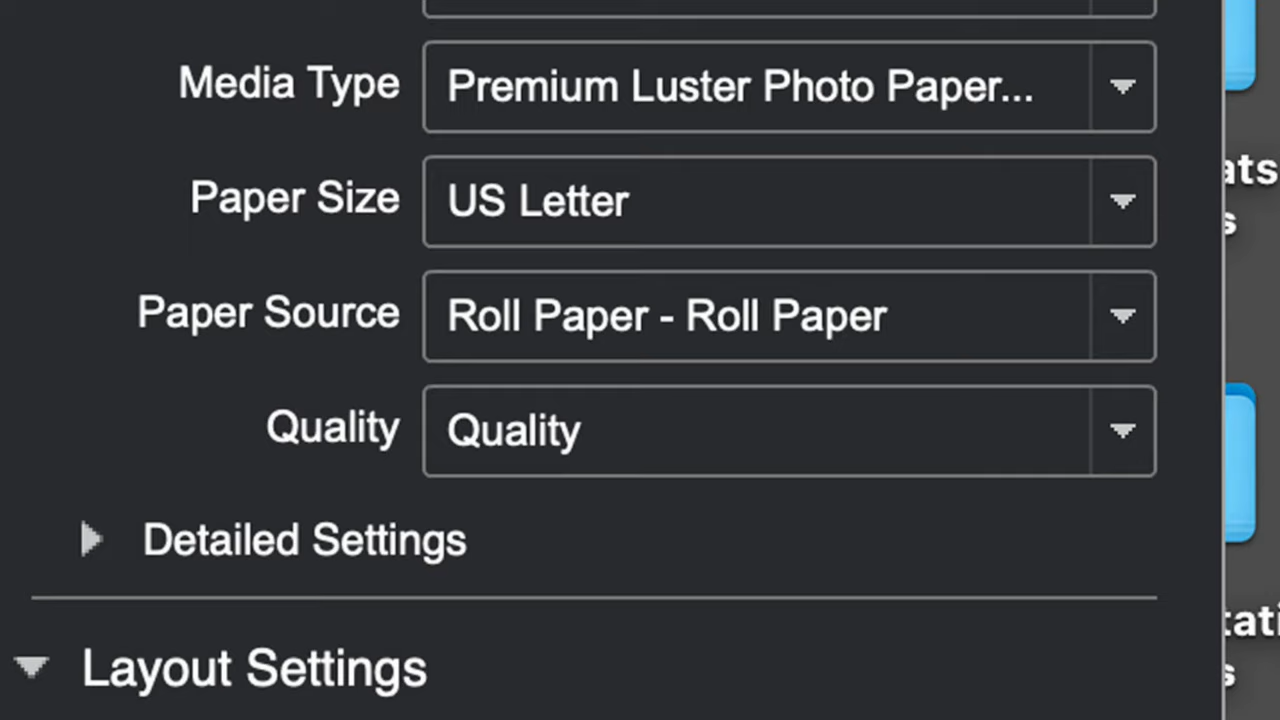 Media Type Premium Luster Photo Paper...
Paper Size US Letter
Paper Source Roll Paper - Roll Paper
Quality Quality
Detailed Settings
Layout Settings